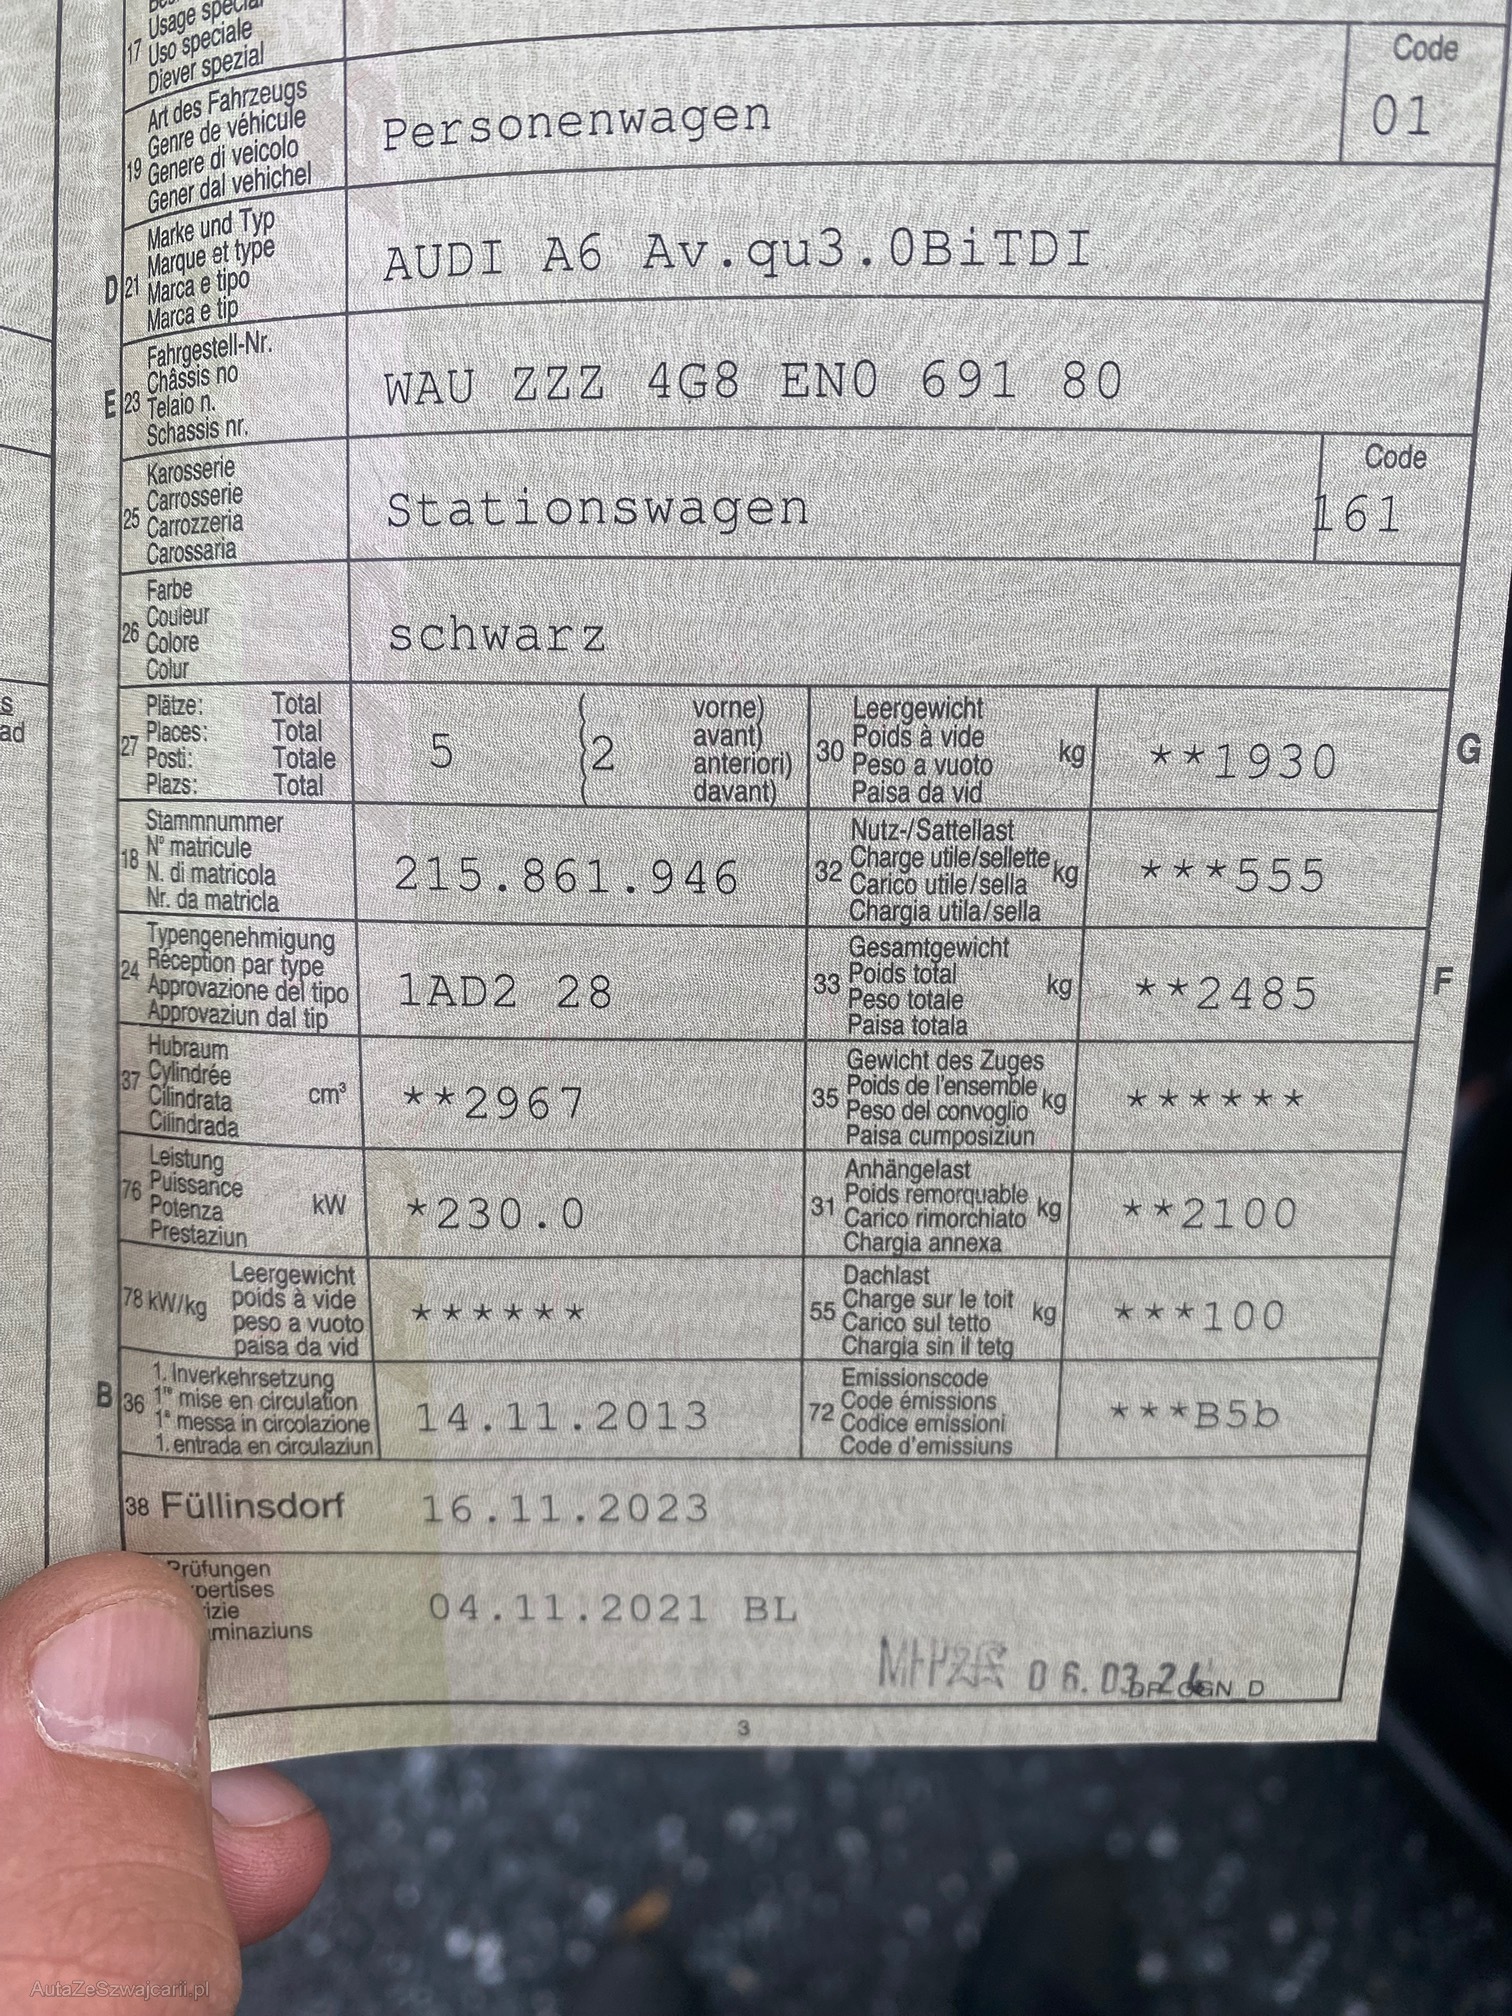 Usage special
17 Uso speciale
Diever spezial
Code
Art des Fahrzeugs
Genre de véhicule
19 Genere di veicolo
Gener dal vehichel
Personenwagen
01
Marke und Typ
Marque et type
D 21 Marca e tipo
Marca e tip
AUDI A6 Av.qu3.0BiTDI
Fahrgestell-Nr.
Châssis no
E 23 Telaio n.
Schassis nr.
WAU ZZZ 4G8 EN0 691 80
Karosserie
Carrosserie
25 Carrozzeria
Carossaria
Stationswagen
Code
161
Farbe
Couleur
26 Colore
Colur
schwarz
s
ad
Plätze: Total
Places: Total
27 Posti: Totale
Plazs: Total
5 2
vorne)
avant)
anteriori)
davant)
Leergewicht
30 Poids à vide kg
Peso a vuoto
Paisa da vid
**1930
G
Stammnummer
N° matricule
18 N. di matricola
Nr. da matricla
215.861.946
Nutz-/Sattellast
32 Charge utile/sellette kg
Carico utile/sella
Chargia utila/sella
***555
Typengenehmigung
24 Réception par type
Approvazione del tipo
Approvaziun dal tip
1AD2 28
Gesamtgewicht
33 Poids total kg
Peso totale
Paisa totala
**2485
F
Hubraum
37 Cylindrée cm³
Cilindrata
Cilindrada
**2967
Gewicht des Zuges
35 Poids de l'ensemble kg
Peso del convoglio
Paisa cumposiziun
******
Leistung
76 Puissance kW
Potenza
Prestaziun
*230.0
Anhängelast
31 Poids remorquable kg
Carico rimorchiato
Chargia annexa
**2100
Leergewicht
78 kW/kg poids à vide
peso a vuoto
paisa da vid
******
Dachlast
55 Charge sur le toit kg
Carico sul tetto
Chargia sin il tetg
***100
1. Inverkehrsetzung
B 36 1re mise en circulation
1a messa in circolazione
1. entrada en circulaziun
14.11.2013
Emissionscode
72 Code émissions
Codice emissioni
Code d'emissiuns
***B5b
38 Füllinsdorf 16.11.2023
Prüfungen
pertises
izie
minaziuns
04.11.2021 BL
06.03.24
D
3
AutaZeSzwajcarii.pl